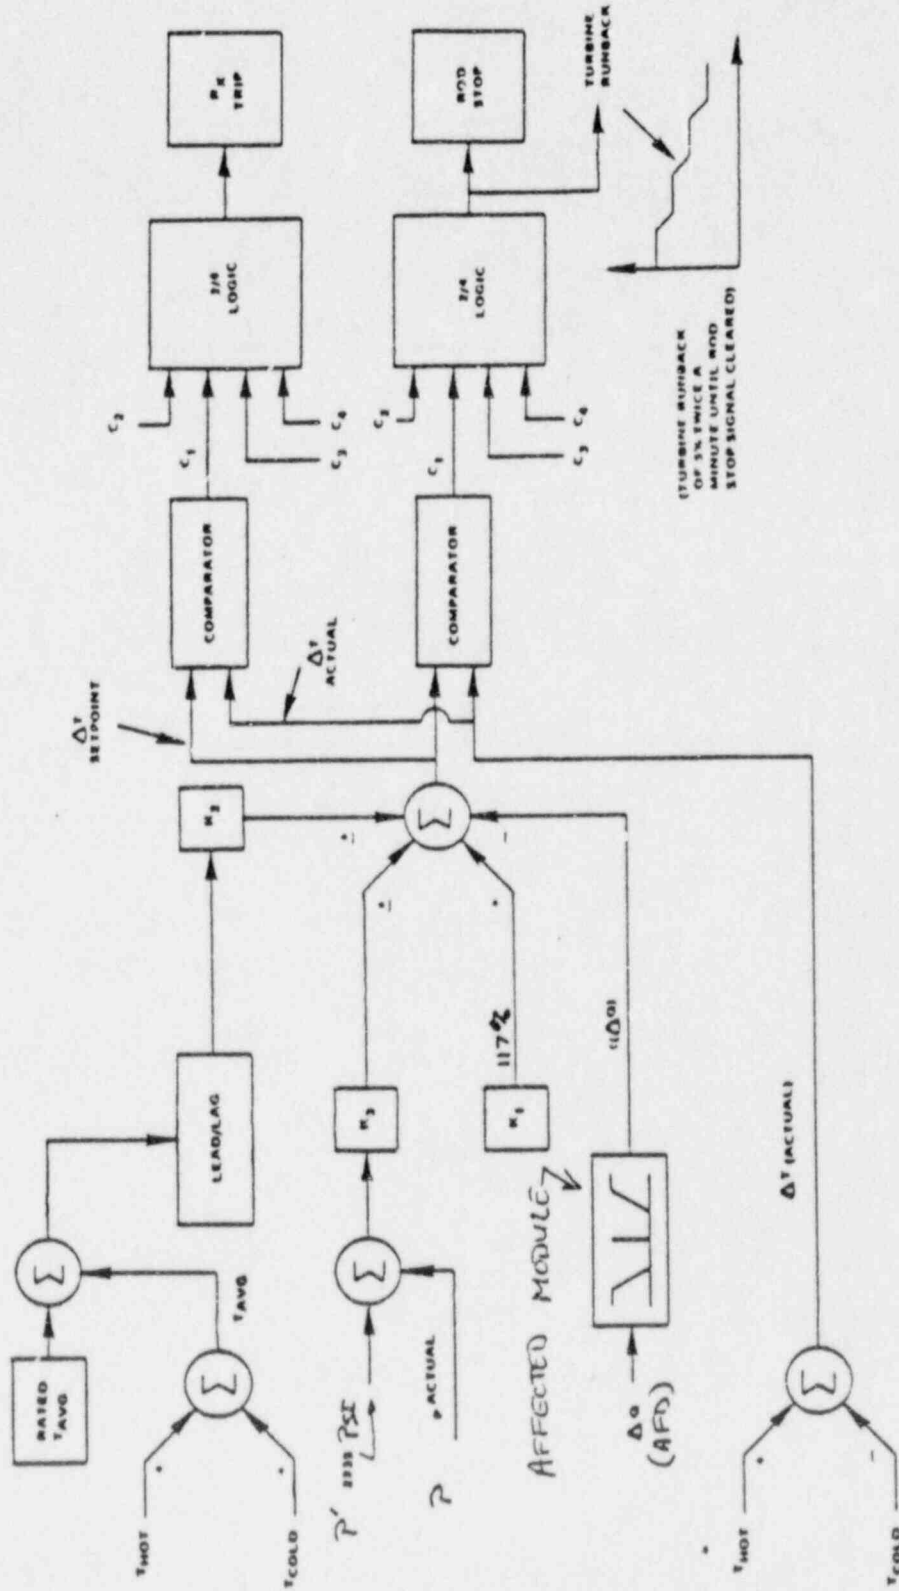 RATED
TAVG
THOT
+
TCOLD
+
Σ
Σ
TAVG
LEAD/LAG
K2
±
ΔT
SETPOINT
ΔT
ACTUAL
COMPARATOR
C2
C1
C3
C4
2/4
LOGIC
RX
TRIP
P' 2235 PSI
P
P ACTUAL
Σ
K3
±
K1
117%
+
Σ
COMPARATOR
C2
C1
C3
C4
2/4
LOGIC
ROD
STOP
TURBINE
RUNBACK
(TURBINE RUNBACK
OF 5% TWICE A
MINUTE UNTIL ROD
STOP SIGNAL CLEARED)
AFFECTED MODULE
ΔQ
(AFD)
f(ΔQ)
−
THOT
+
TCOLD
−
Σ
ΔT (ACTUAL)